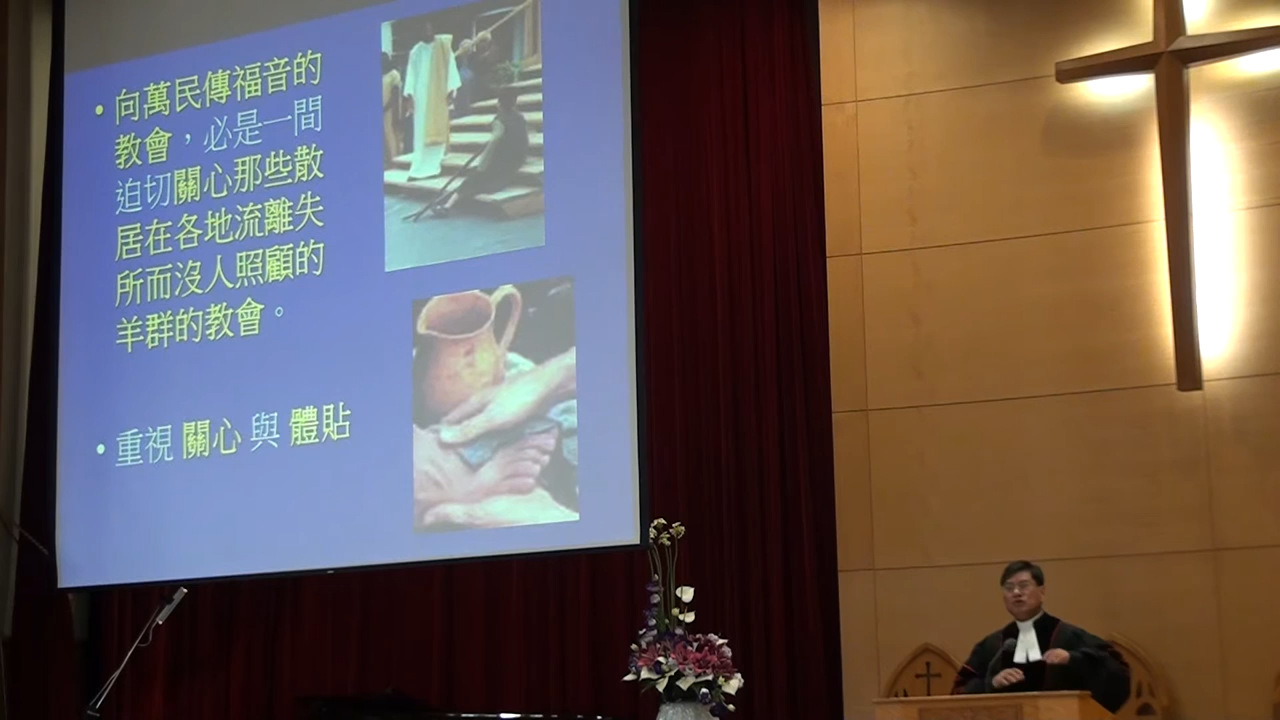 • 向萬民傳福音的
教會，必是一間
迫切關心那些散
居在各地流離失
所而沒人照顧的
羊群的教會。
• 重視 關心 與 體貼